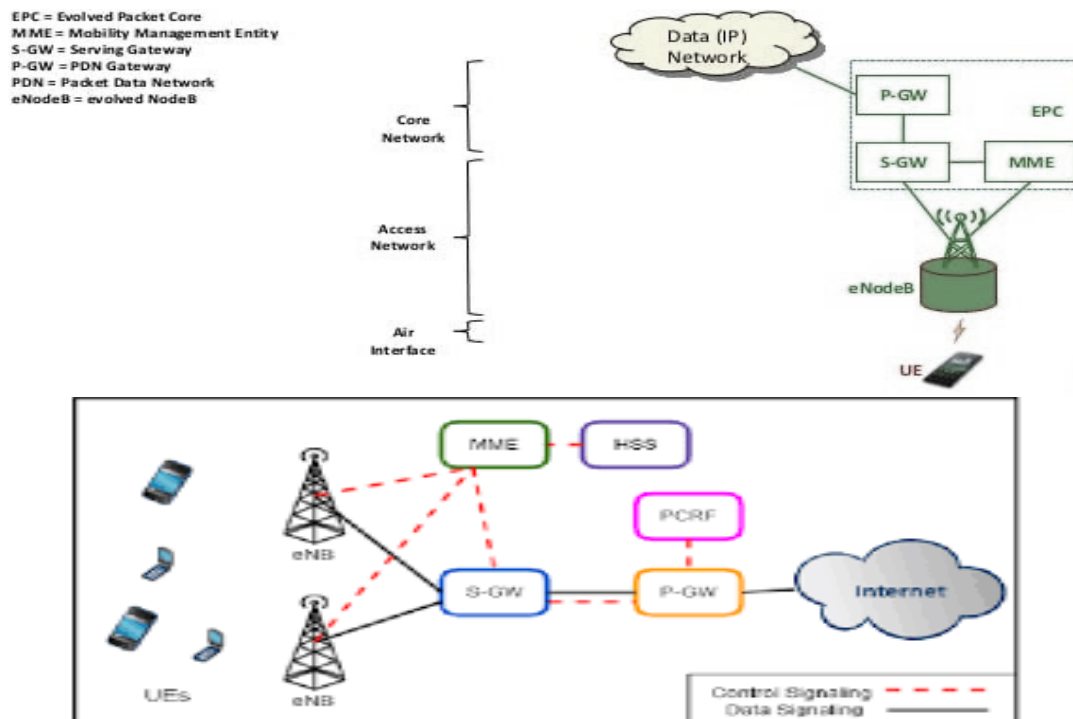 EPC = Evolved Packet Core
MME = Mobility Management Entity
S-GW = Serving Gateway
P-GW = PDN Gateway
PDN = Packet Data Network
eNodeB = evolved NodeB
Data (IP)
Network
P-GW
EPC
Core
Network
S-GW
MME
Access
Network
eNodeB
Air
Interface
UE
MME
HSS
PCRF
eNB
S-GW
P-GW
Internet
UEs
eNB
Control Signaling
Data Signaling